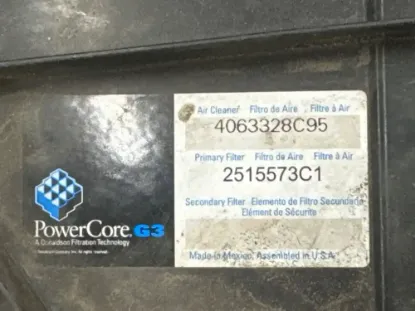 Air Cleaner Filtro de Aire Filtre à Air
4063328C95
Primary Filter Filtro de Aire Filtre à Air
2515573C1
Secondary Filter Elemento de Filtro Secundario
Elément de Sécurité
Made in Mexico, Assembled in U.S.A.
PowerCore G3
A Donaldson Filtration Technology